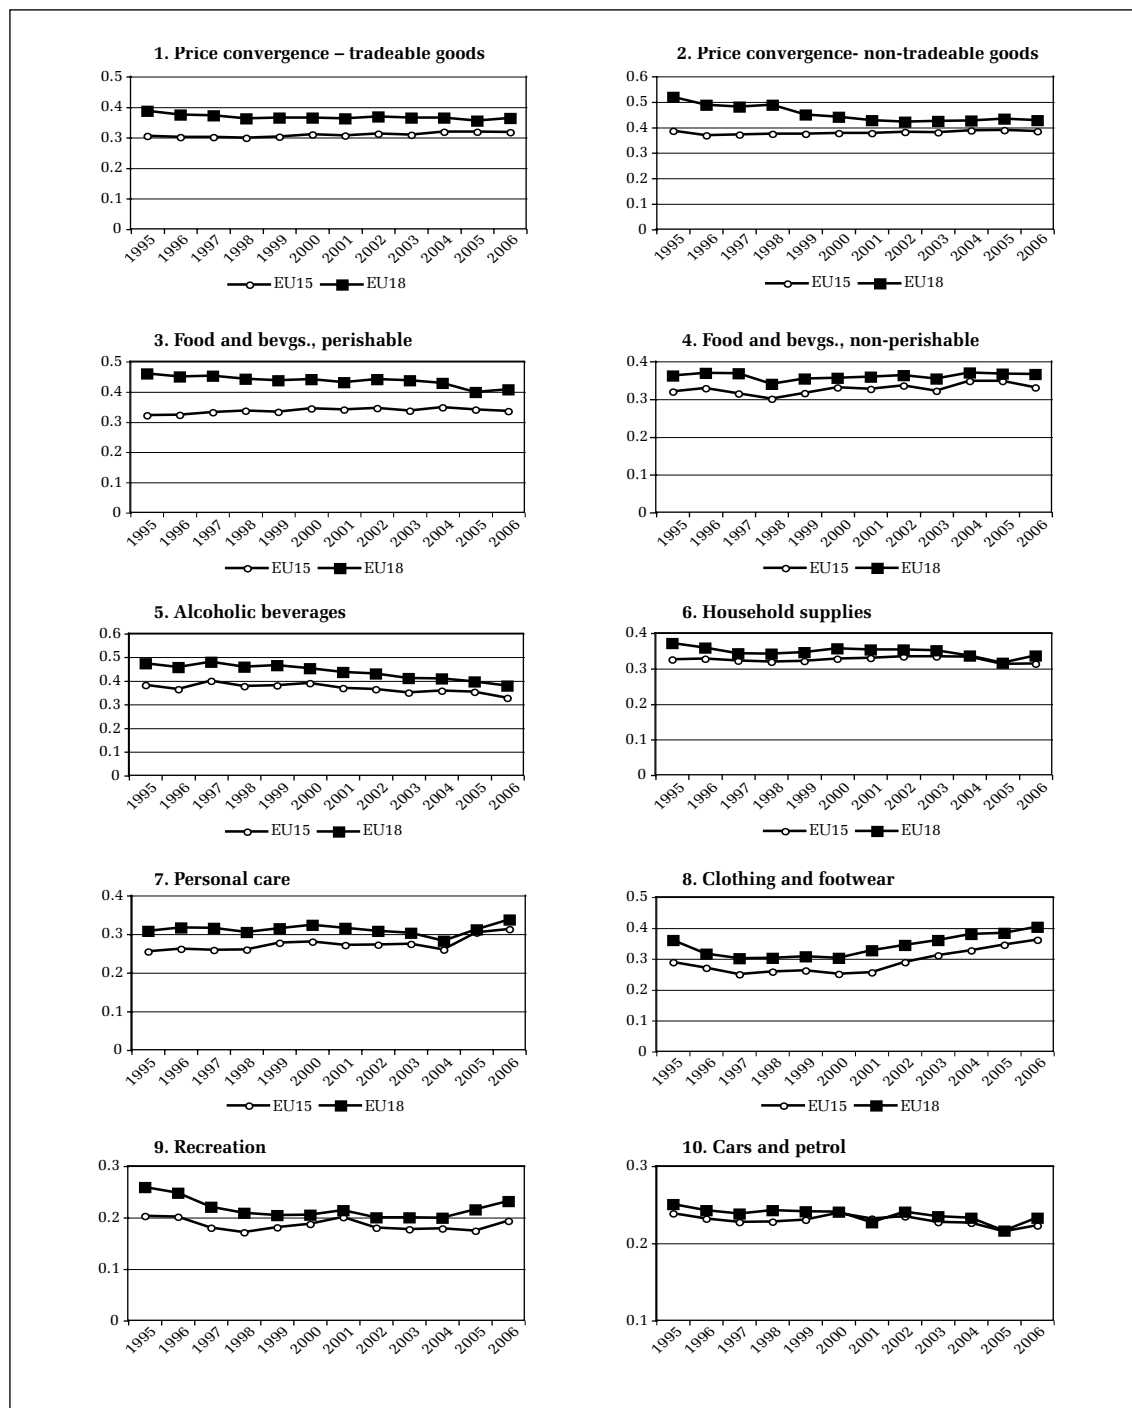 1. Price convergence – tradeable goods
0.5
0.4
0.3
0.2
0.1
0
1995 1996 1997 1998 1999 2000 2001 2002 2003 2004 2005 2006
EU15 EU18
2. Price convergence- non-tradeable goods
0.6
0.5
0.4
0.3
0.2
0.1
0
1995 1996 1997 1998 1999 2000 2001 2002 2003 2004 2005 2006
EU15 EU18
3. Food and bevgs., perishable
0.5
0.4
0.3
0.2
0.1
0
1995 1996 1997 1998 1999 2000 2001 2002 2003 2004 2005 2006
EU15 EU18
4. Food and bevgs., non-perishable
0.4
0.3
0.2
0.1
0
1995 1996 1997 1998 1999 2000 2001 2002 2003 2004 2005 2006
EU15 EU18
5. Alcoholic beverages
0.6
0.5
0.4
0.3
0.2
0.1
0
1995 1996 1997 1998 1999 2000 2001 2002 2003 2004 2005 2006
EU15 EU18
6. Household supplies
0.4
0.3
0.2
0.1
0
1995 1996 1997 1998 1999 2000 2001 2002 2003 2004 2005 2006
EU15 EU18
7. Personal care
0.4
0.3
0.2
0.1
0
1995 1996 1997 1998 1999 2000 2001 2002 2003 2004 2005 2006
EU15 EU18
8. Clothing and footwear
0.5
0.4
0.3
0.2
0.1
0
1995 1996 1997 1998 1999 2000 2001 2002 2003 2004 2005 2006
EU15 EU18
9. Recreation
0.3
0.2
0.1
0
1995 1996 1997 1998 1999 2000 2001 2002 2003 2004 2005 2006
10. Cars and petrol
0.3
0.2
0.1
1995 1996 1997 1998 1999 2000 2001 2002 2003 2004 2005 2006